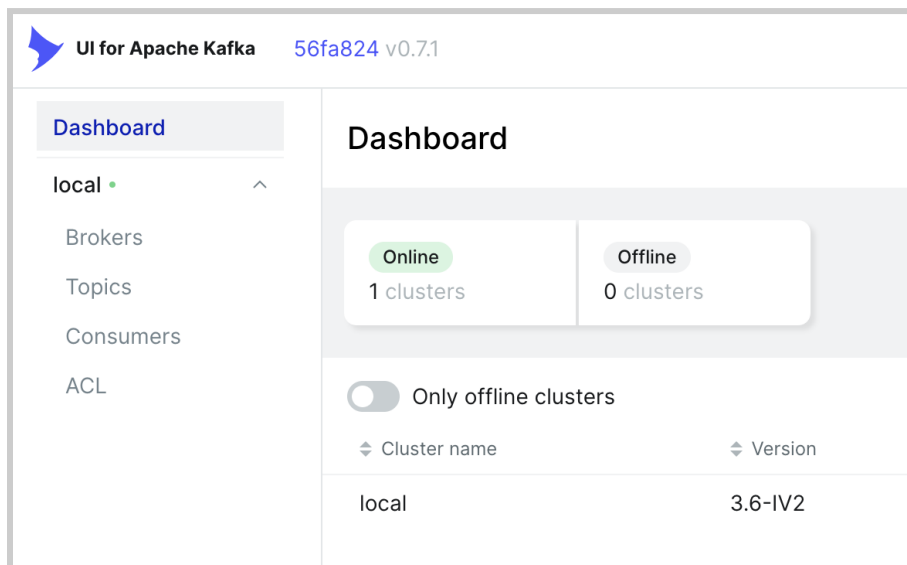 UI for Apache Kafka 56fa824 v0.7.1
Dashboard
local
Brokers
Topics
Consumers
ACL
Dashboard
Online
1 clusters
Offline
0 clusters
Only offline clusters
Cluster name Version
local 3.6-IV2